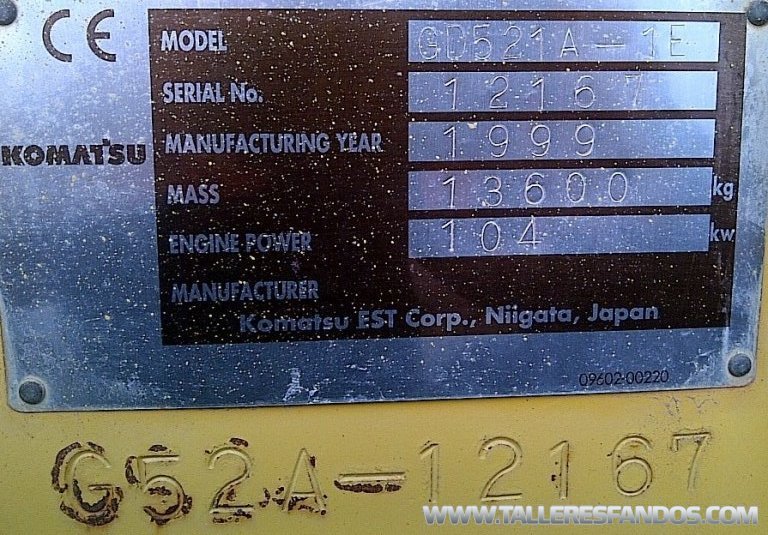 CE
KOMATSU
MODEL GD521A-1E
SERIAL No. 12167
MANUFACTURING YEAR 1999
MASS 13600 kg
ENGINE POWER 104 kw
MANUFACTURER
Komatsu EST Corp., Niigata, Japan
09602-00220
G52A-12167
WWW.TALLERESFANDOS.COM